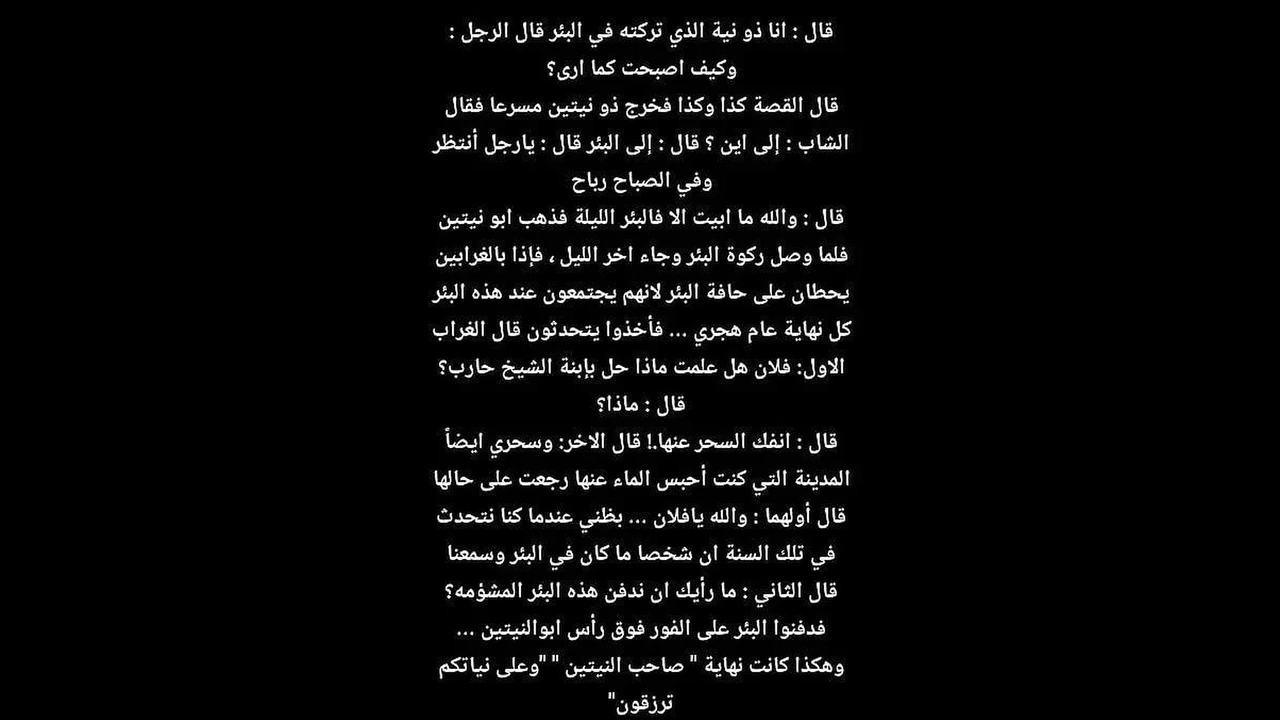 قال : انا ذو نية الذي تركته في البئر قال الرجل :
وكيف اصبحت كما ارى؟
قال القصة كذا وكذا فخرج ذو نيتين مسرعا فقال
الشاب : إلى اين ؟ قال : إلى البئر قال : يارجل أنتظر
وفي الصباح رباح
قال : والله ما ابيت الا فالبئر الليلة فذهب ابو نيتين
فلما وصل ركوة البئر وجاء اخر الليل ، فإذا بالغرابين
يحطان على حافة البئر لانهم يجتمعون عند هذه البئر
كل نهاية عام هجري ... فأخذوا يتحدثون قال الغراب
الاول: فلان هل علمت ماذا حل بإبنة الشيخ حارب؟
قال : ماذا؟
قال : انفك السحر عنها.! قال الاخر: وسحري ايضاً
المدينة التي كنت أحبس الماء عنها رجعت على حالها
قال أولهما : والله يافلان ... بظني عندما كنا نتحدث
في تلك السنة ان شخصا ما كان في البئر وسمعنا
قال الثاني : ما رأيك ان ندفن هذه البئر المشؤمه؟
فدفنوا البئر على الفور فوق رأس ابوالنيتين ...
وهكذا كانت نهاية " صاحب النيتين " "وعلى نياتكم
ترزقون"